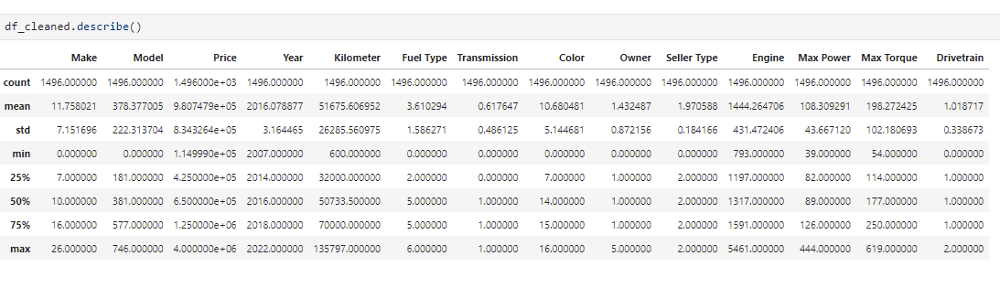 df_cleaned.describe()
Make Model Price Year Kilometer Fuel Type Transmission Color Owner Seller Type Engine Max Power Max Torque Drivetrain
count 1496.000000 1496.000000 1.496000e+03 1496.000000 1496.000000 1496.000000 1496.000000 1496.000000 1496.000000 1496.000000 1496.000000 1496.000000 1496.000000 1496.000000
mean 11.758021 378.377005 9.807479e+05 2016.078877 51675.606952 3.610294 0.617647 10.680481 1.432487 1.970588 1444.264706 108.309291 198.272425 1.018717
std 7.151696 222.313704 8.343264e+05 3.164465 26285.560975 1.586271 0.486125 5.144681 0.872156 0.184166 431.472406 43.667120 102.180693 0.338673
min 0.000000 0.000000 1.149990e+05 2007.000000 600.000000 0.000000 0.000000 0.000000 0.000000 0.000000 793.000000 39.000000 54.000000 0.000000
25% 7.000000 181.000000 4.250000e+05 2014.000000 32000.000000 2.000000 0.000000 7.000000 1.000000 2.000000 1197.000000 82.000000 114.000000 1.000000
50% 10.000000 381.000000 6.500000e+05 2016.000000 50733.500000 5.000000 1.000000 14.000000 1.000000 2.000000 1317.000000 89.000000 177.000000 1.000000
75% 16.000000 577.000000 1.250000e+06 2018.000000 70000.000000 5.000000 1.000000 15.000000 1.000000 2.000000 1591.000000 126.000000 250.000000 1.000000
max 26.000000 746.000000 4.000000e+06 2022.000000 135797.000000 6.000000 1.000000 16.000000 5.000000 2.000000 5461.000000 444.000000 619.000000 2.000000